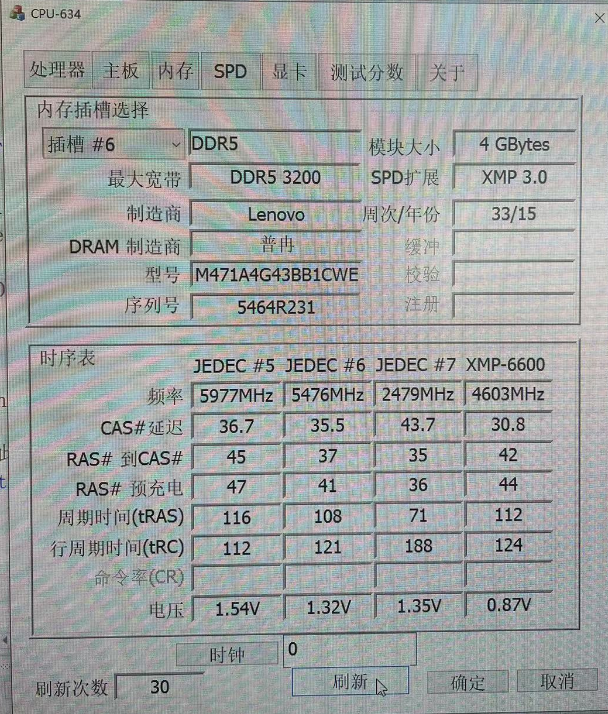 CPU-634
处理器 主板 内存 SPD 显卡 测试分数 关于
内存插槽选择
插槽 #6 DDR5 模块大小 4 GBytes
最大宽带 DDR5 3200 SPD扩展 XMP 3.0
制造商 Lenovo 周次/年份 33/15
DRAM 制造商 普冉 缓冲
型号 M471A4G43BB1CWE 校验
序列号 5464R231 注册
时序表
JEDEC #5 JEDEC #6 JEDEC #7 XMP-6600
频率 5977MHz 5476MHz 2479MHz 4603MHz
CAS#延迟 36.7 35.5 43.7 30.8
RAS# 到CAS# 45 37 35 42
RAS# 预充电 47 41 36 44
周期时间(tRAS) 116 108 71 112
行周期时间(tRC) 112 121 188 124
命令率(CR)
电压 1.54V 1.32V 1.35V 0.87V
时钟 0
刷新次数 30 刷新 确定 取消